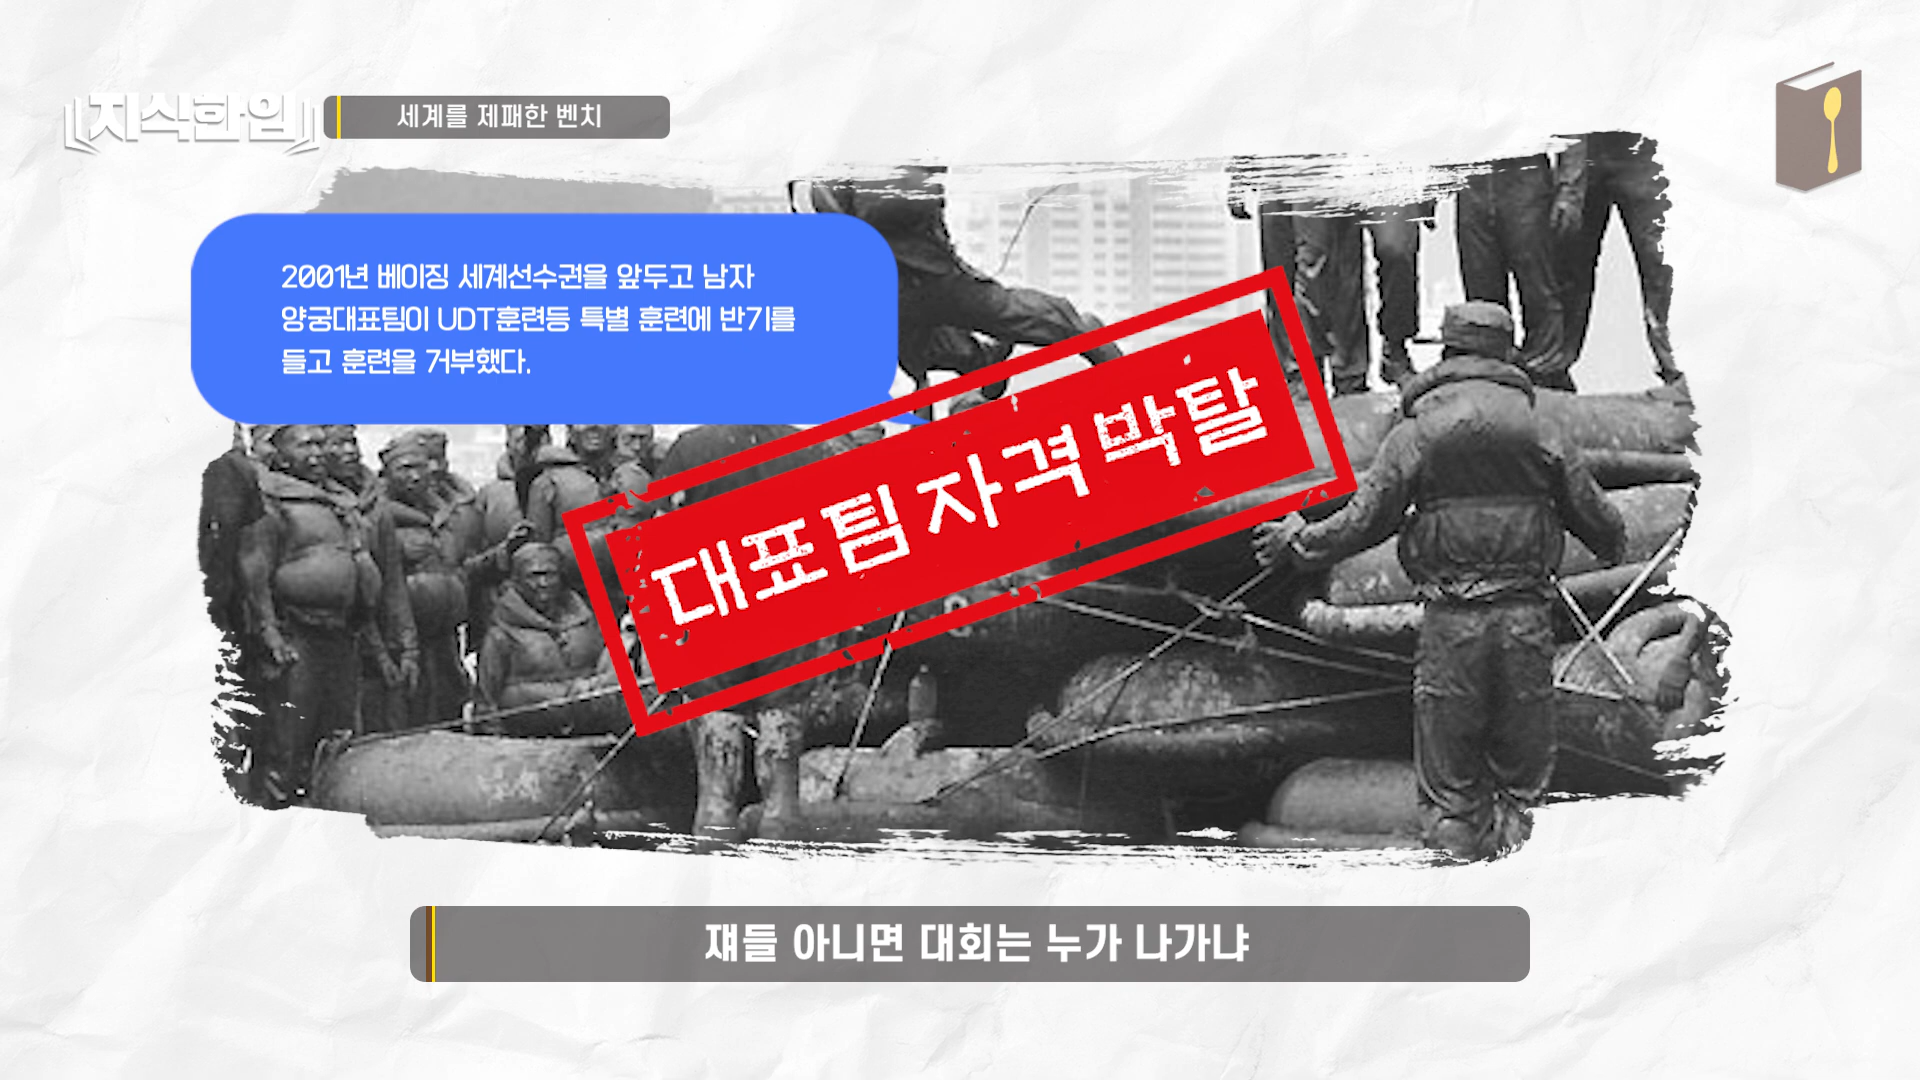 지식한입
세계를 제패한 벤치
2001년 베이징 세계선수권을 앞두고 남자
양궁대표팀이 UDT훈련등 특별 훈련에 반기를
들고 훈련을 거부했다.
대표팀 자격 박탈
쟤들 아니면 대회는 누가 나가냐